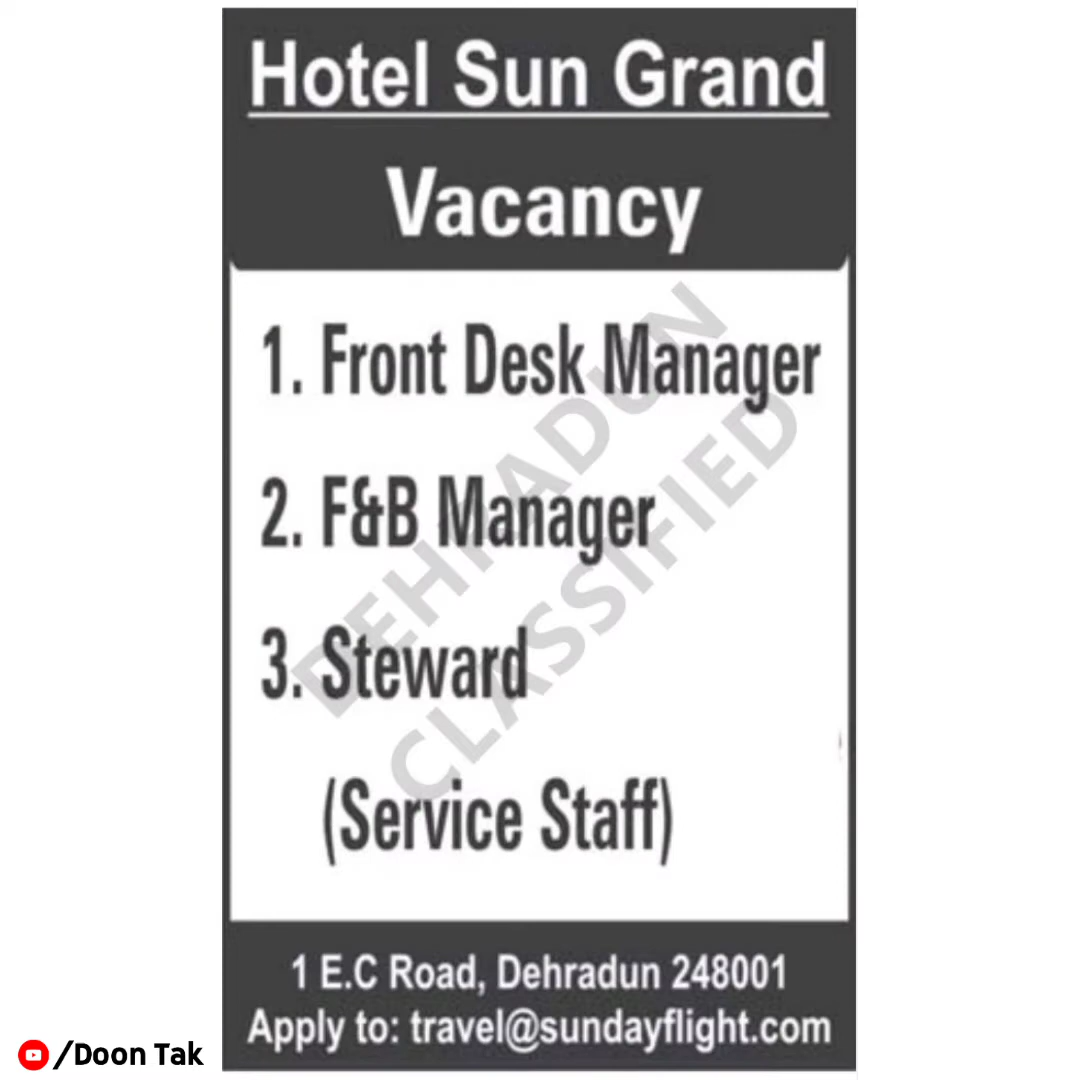 Hotel Sun Grand
Vacancy
1. Front Desk Manager
2. F&B Manager
3. Steward
(Service Staff)
DEHRADUN
CLASSIFIED
1 E.C Road, Dehradun 248001
Apply to: travel@sundayflight.com
/Doon Tak